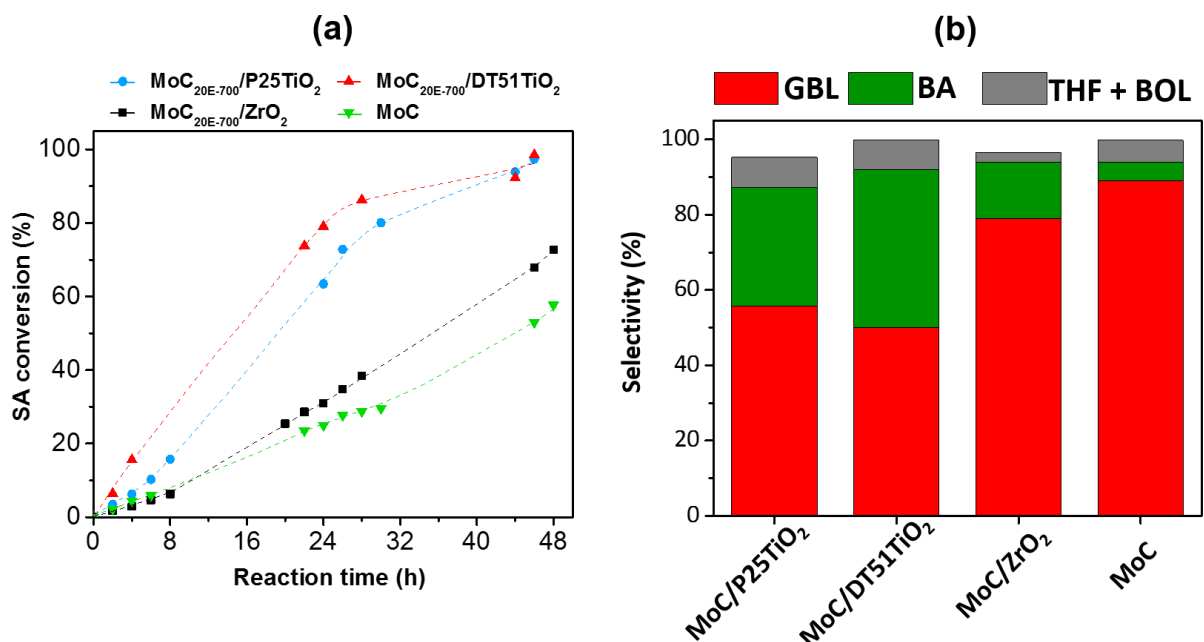 (a)
MoC20E-700/P25TiO2 MoC20E-700/DT51TiO2
MoC20E-700/ZrO2 MoC
SA conversion (%)
100
80
60
40
20
0
0 8 16 24 32 40 48
Reaction time (h)
(b)
GBL BA THF + BOL
Selectivity (%)
100
80
60
40
20
0
MoC/P25TiO2 MoC/DT51TiO2 MoC/ZrO2 MoC